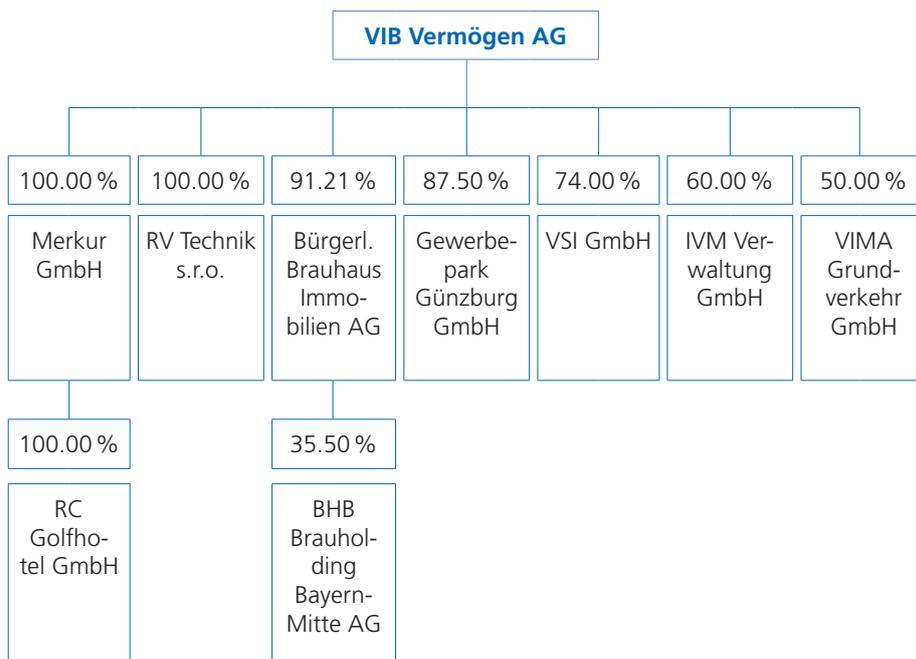 VIB Vermögen AG
100.00 %
100.00 %
91.21 %
87.50 %
74.00 %
60.00 %
50.00 %
Merkur
GmbH
RV Technik
s.r.o.
Bürgerl.
Brauhaus
Immo-
bilien AG
Gewerbe-
park
Günzburg
GmbH
VSI GmbH
IVM Ver-
waltung
GmbH
VIMA
Grund-
verkehr
GmbH
100.00 %
35.50 %
RC
Golfho-
tel GmbH
BHB
Brauhol-
ding
Bayern-
Mitte AG